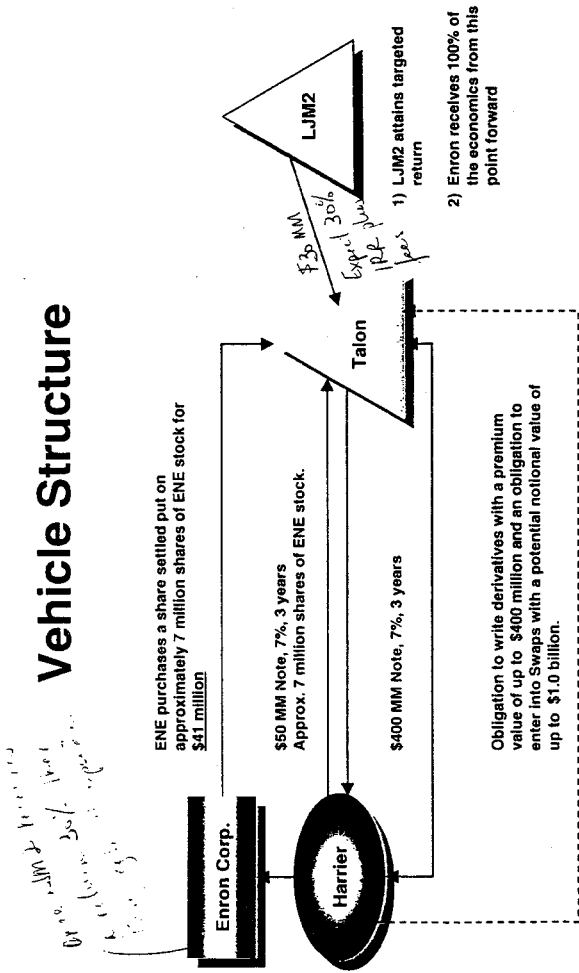 Vehicle Structure
LJM2
30%
Enron Corp.
ENE purchases a share settled put on
approximately 7 million shares of ENE stock for
$41 million
$30 MM
Expect 30%
IRR plus
fees
LJM2
1) LJM2 attains targeted
return
2) Enron receives 100% of
the economics from this
point forward
Harrier
$50 MM Note, 7%, 3 years
Approx. 7 million shares of ENE stock.
Talon
$400 MM Note, 7%, 3 years
Obligation to write derivatives with a premium
value of up to $400 million and an obligation to
enter into Swaps with a potential notional value of
up to $1.0 billion.